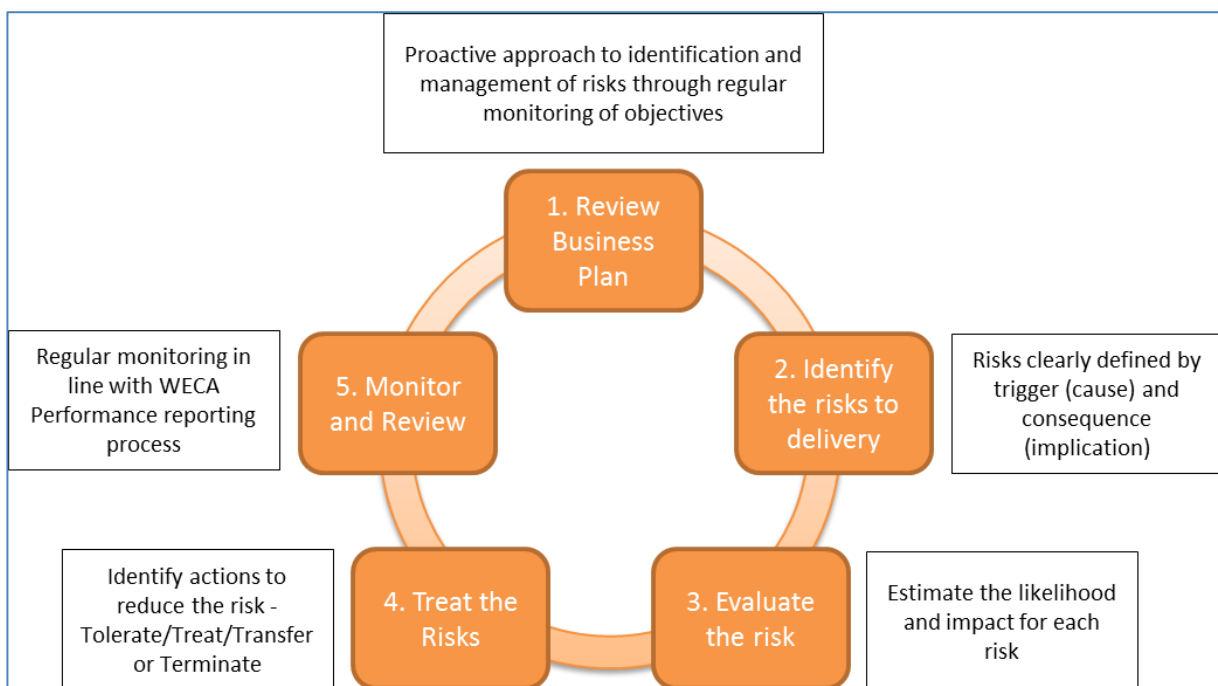 Proactive approach to identification and
management of risks through regular
monitoring of objectives
1. Review
Business
Plan
2. Identify
the risks to
delivery
Risks clearly defined by
trigger (cause) and
consequence
(implication)
3. Evaluate
the risk
Estimate the likelihood
and impact for each
risk
4. Treat the
Risks
Identify actions to
reduce the risk -
Tolerate/Treat/Transfer
or Terminate
5. Monitor
and Review
Regular monitoring in
line with WECA
Performance reporting
process